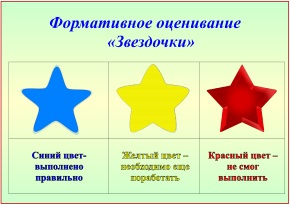 Формативное оценивание
«Звездочки»
Синий цвет-
выполнено
правильно
Желтый цвет –
необходимо еще
поработать
Красный цвет –
не смог
выполнить